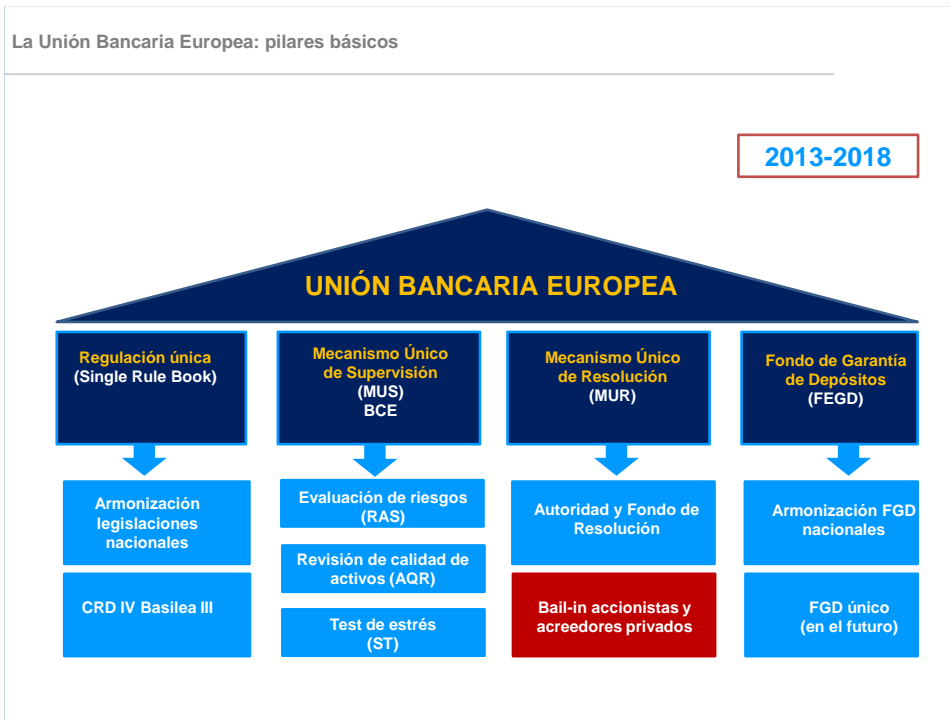 La Unión Bancaria Europea: pilares básicos
2013-2018
UNIÓN BANCARIA EUROPEA
Regulación única
(Single Rule Book)
Mecanismo Único
de Supervisión
(MUS)
BCE
Mecanismo Único
de Resolución
(MUR)
Fondo de Garantía
de Depósitos
(FEGD)
Armonización
legislaciones
nacionales
CRD IV Basilea III
Evaluación de riesgos
(RAS)
Revisión de calidad de
activos (AQR)
Test de estrés
(ST)
Autoridad y Fondo de
Resolución
Bail-in accionistas y
acreedores privados
Armonización FGD
nacionales
FGD único
(en el futuro)